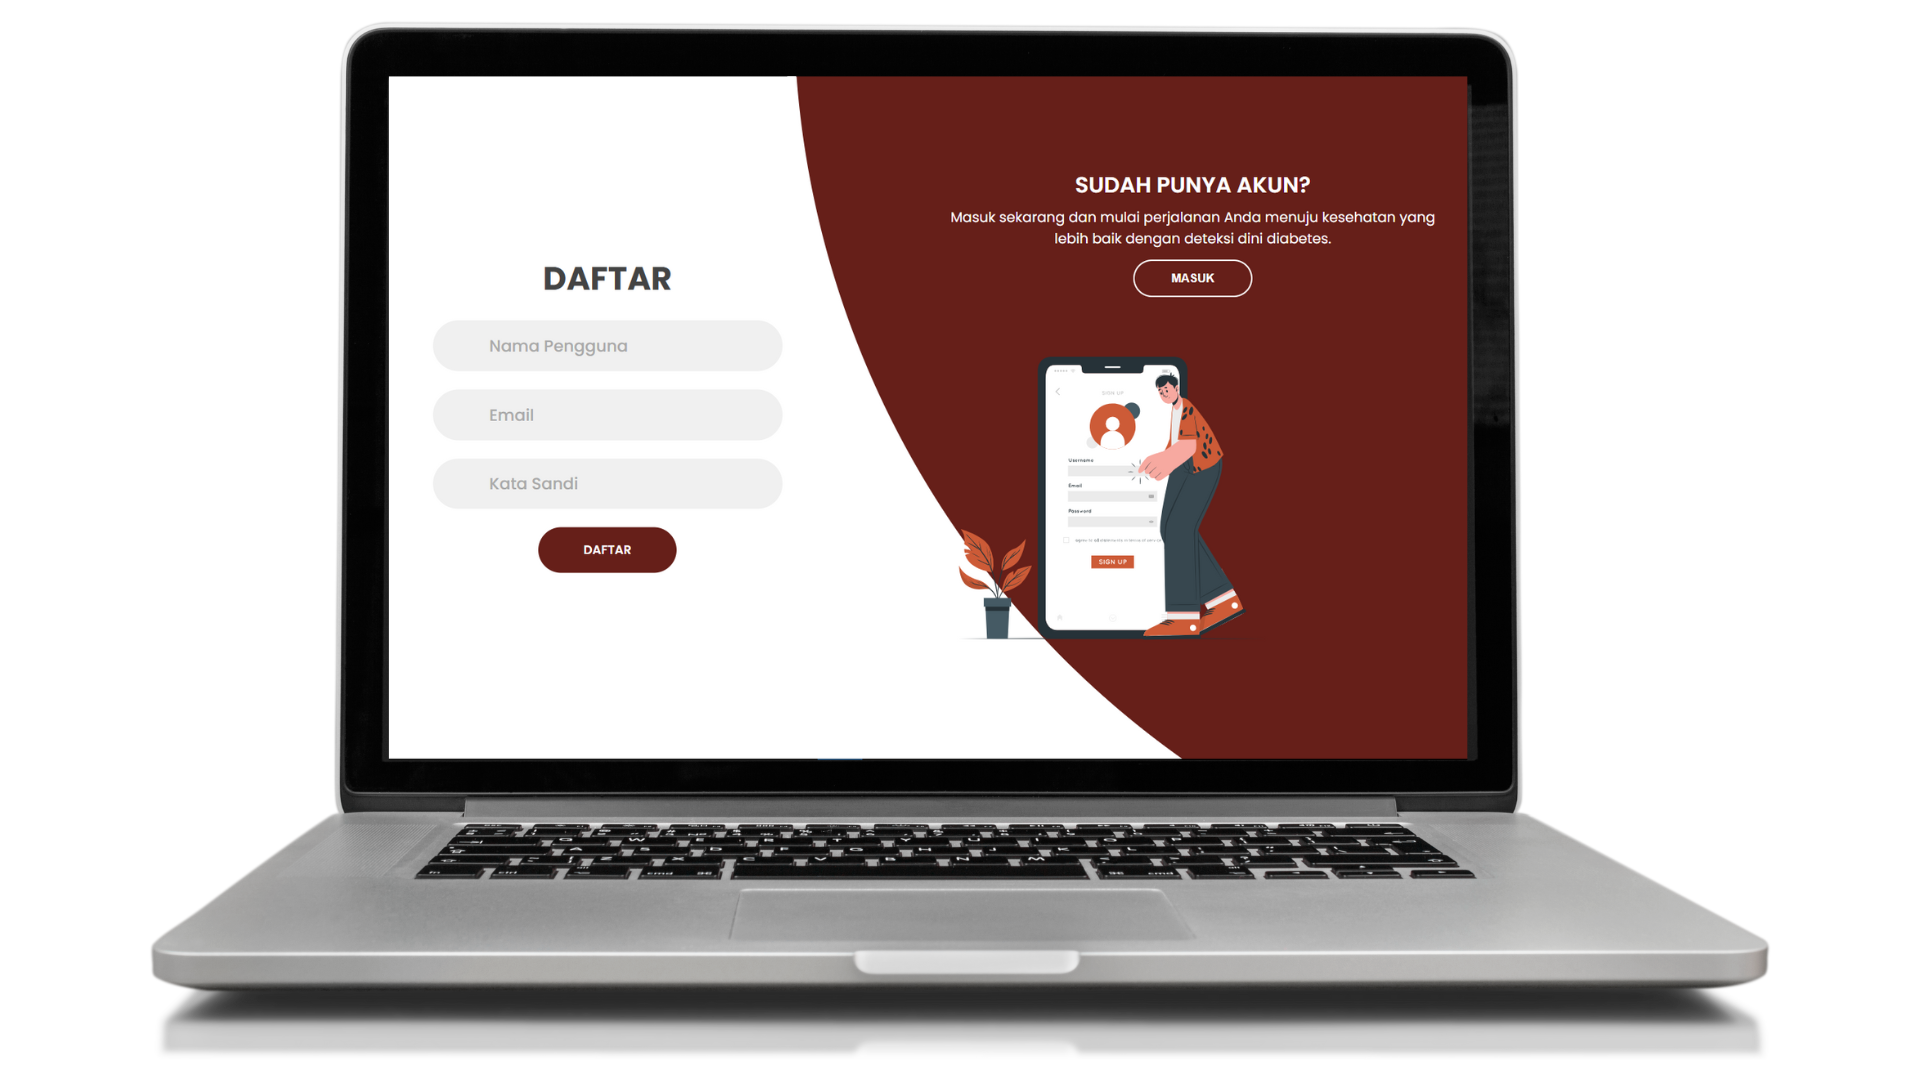 DAFTAR
Nama Pengguna
Email
Kata Sandi
DAFTAR
SUDAH PUNYA AKUN?
Masuk sekarang dan mulai perjalanan Anda menuju kesehatan yang
lebih baik dengan deteksi dini diabetes.
MASUK
SIGN UP
Username
Email
Password
SIGN UP